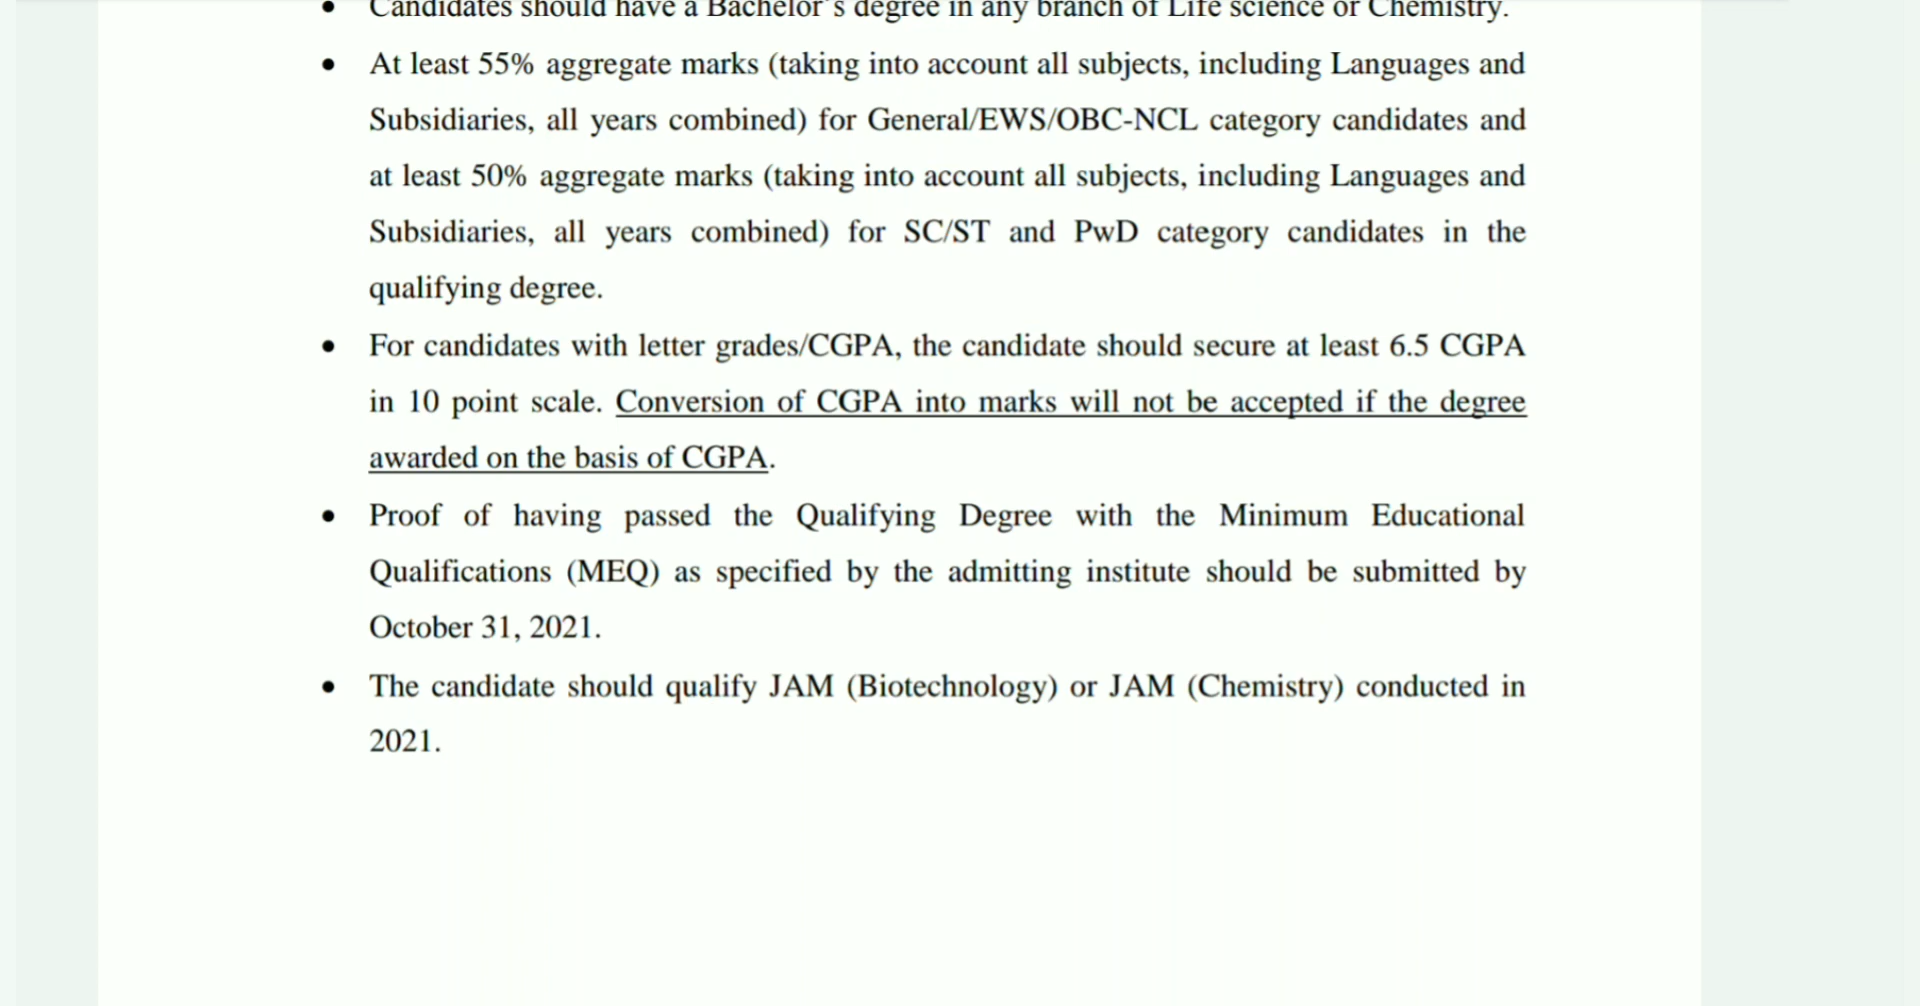 • Candidates should have a Bachelor's degree in any branch of Life science or Chemistry.
• At least 55% aggregate marks (taking into account all subjects, including Languages and
Subsidiaries, all years combined) for General/EWS/OBC-NCL category candidates and
at least 50% aggregate marks (taking into account all subjects, including Languages and
Subsidiaries, all years combined) for SC/ST and PwD category candidates in the
qualifying degree.
• For candidates with letter grades/CGPA, the candidate should secure at least 6.5 CGPA
in 10 point scale. Conversion of CGPA into marks will not be accepted if the degree
awarded on the basis of CGPA.
• Proof of having passed the Qualifying Degree with the Minimum Educational
Qualifications (MEQ) as specified by the admitting institute should be submitted by
October 31, 2021.
• The candidate should qualify JAM (Biotechnology) or JAM (Chemistry) conducted in
2021.